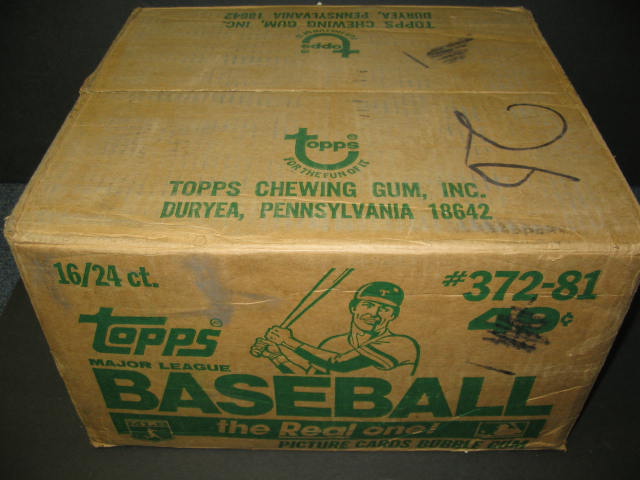 TOPPS CHEWING GUM, INC.
DURYEA, PENNSYLVANIA 18642
topps
topps®
FOR THE FUN OF IT
TOPPS CHEWING GUM, INC.
DURYEA, PENNSYLVANIA 18642
16/24 ct.
#372-81
49¢
topps®
MAJOR LEAGUE
BASEBALL
the Real one!
PICTURE CARDS BUBBLE GUM